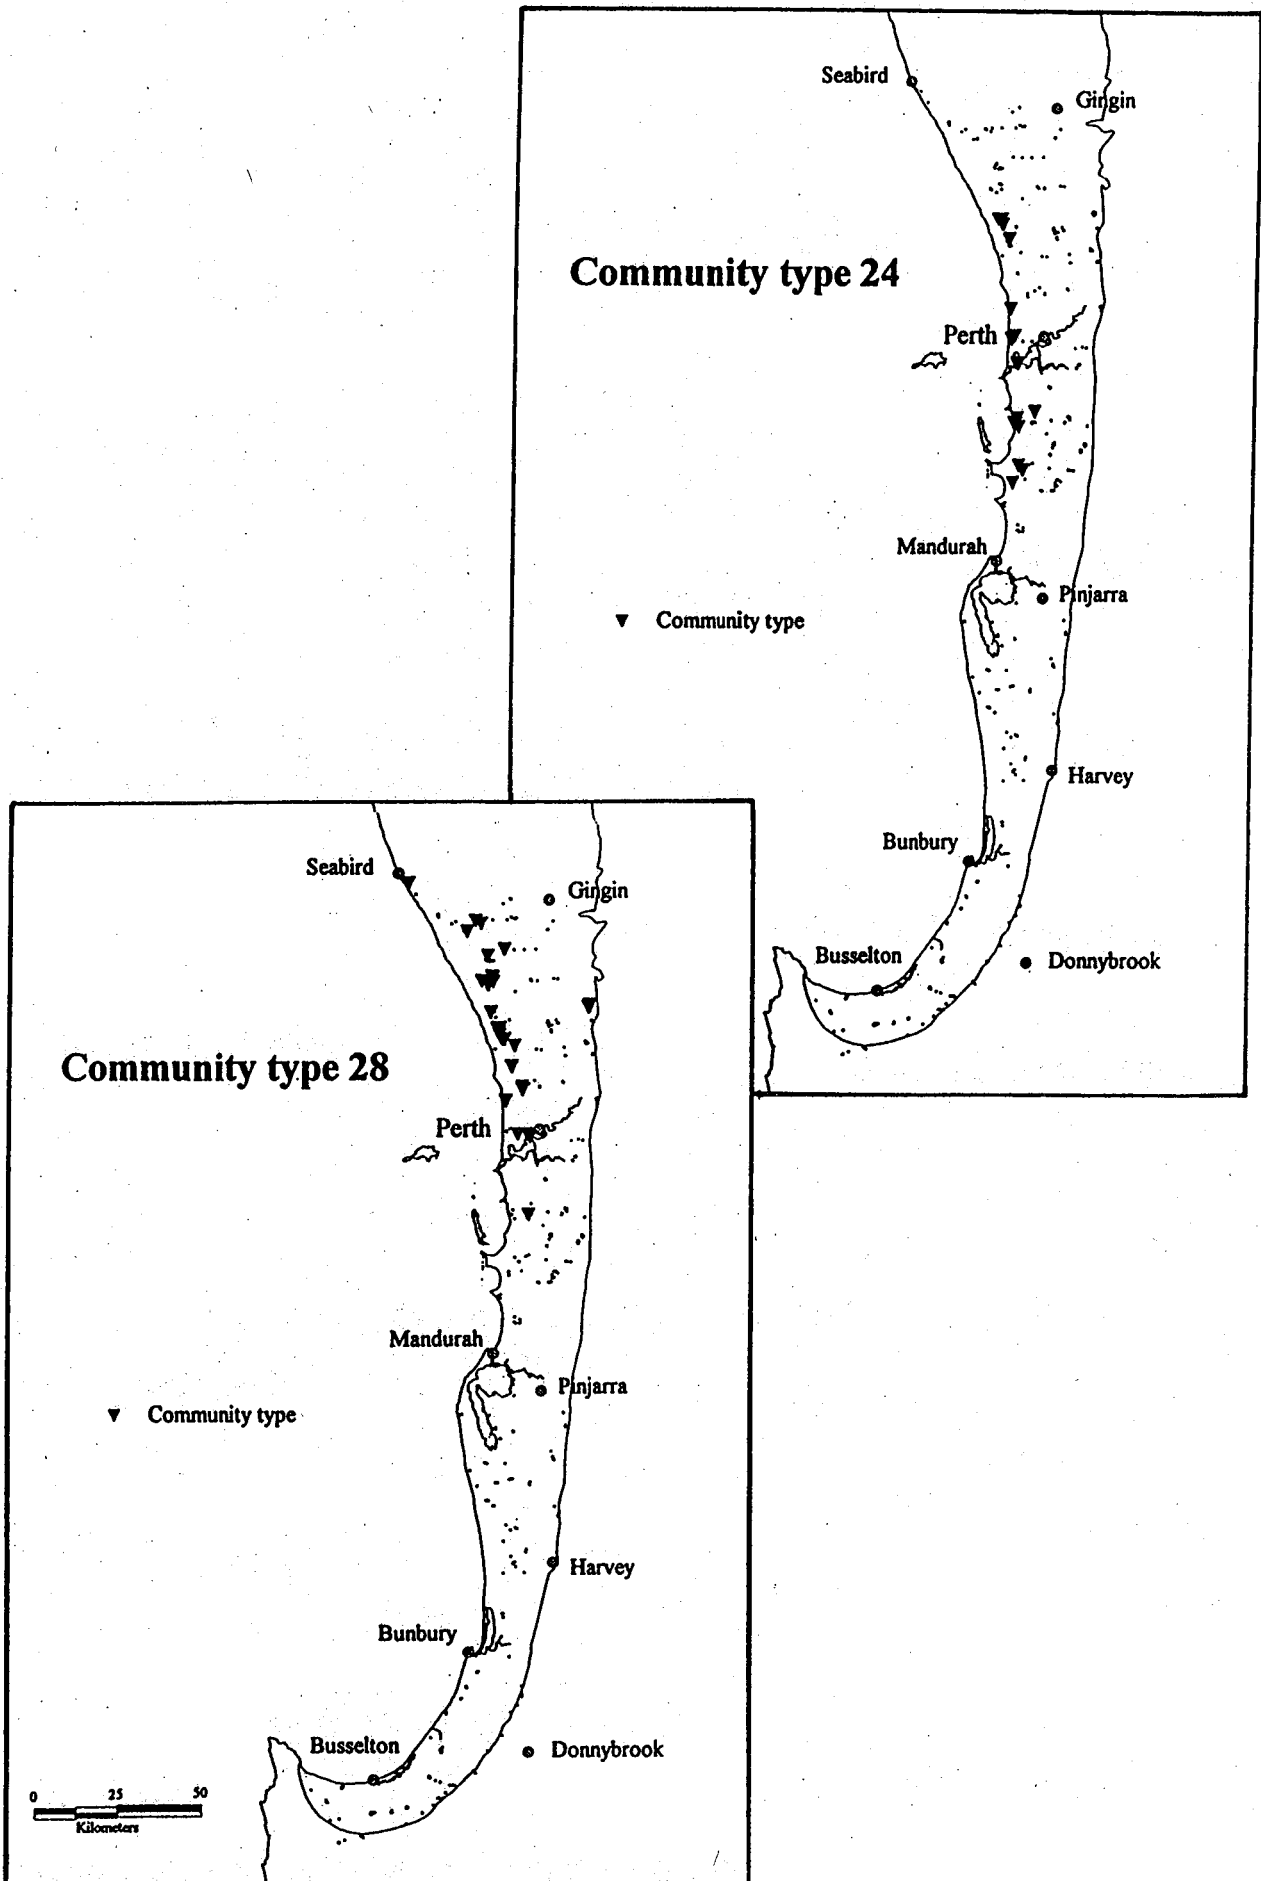 Seabird
Gingin
Community type 24
Perth
Mandurah
Pinjarra
Community type
Harvey
Bunbury
Busselton
Donnybrook
Seabird
Gingin
Community type 28
Perth
Mandurah
Pinjarra
Community type
Harvey
Bunbury
Busselton
Donnybrook
0 25 50
Kilometers